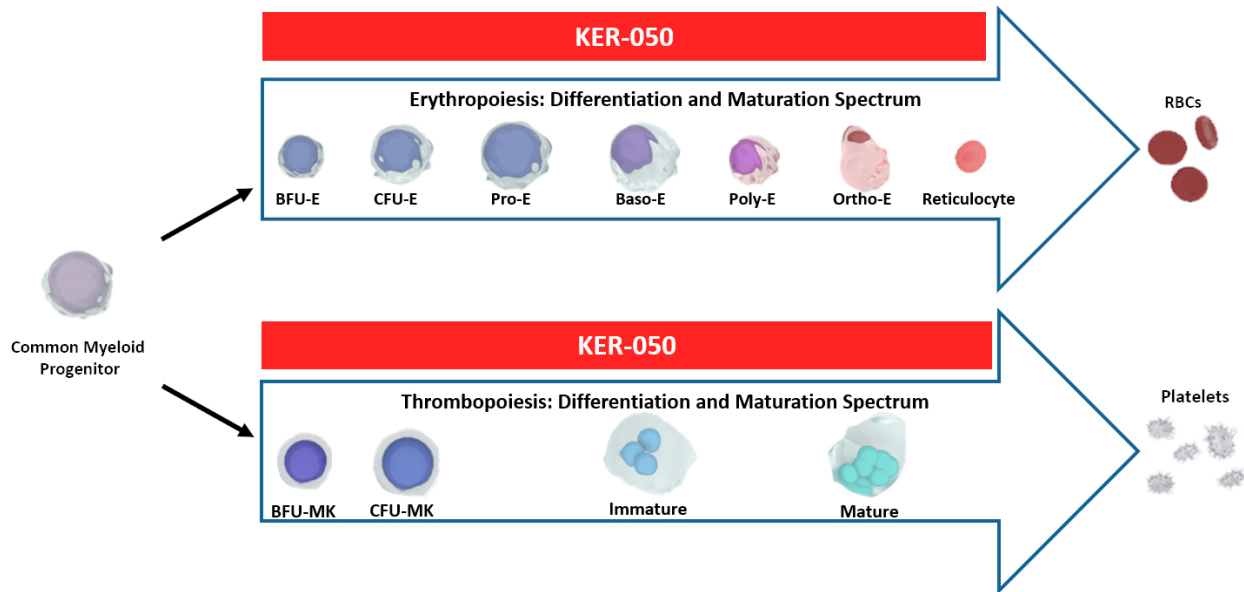 KER-050
Erythropoiesis: Differentiation and Maturation Spectrum
BFU-E
CFU-E
Pro-E
Baso-E
Poly-E
Ortho-E
Reticulocyte
RBCs
Common Myeloid
Progenitor
KER-050
Thrombopoiesis: Differentiation and Maturation Spectrum
BFU-MK
CFU-MK
Immature
Mature
Platelets